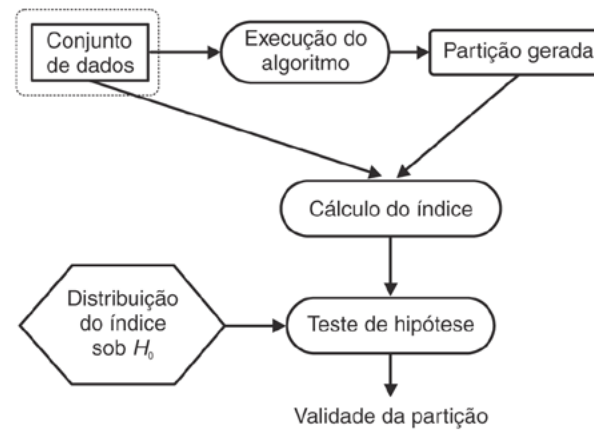 Conjunto
de dados
Execução do
algoritmo
Partição gerada
Cálculo do índice
Distribuição
do índice
sob H₀
Teste de hipótese
Validade da partição